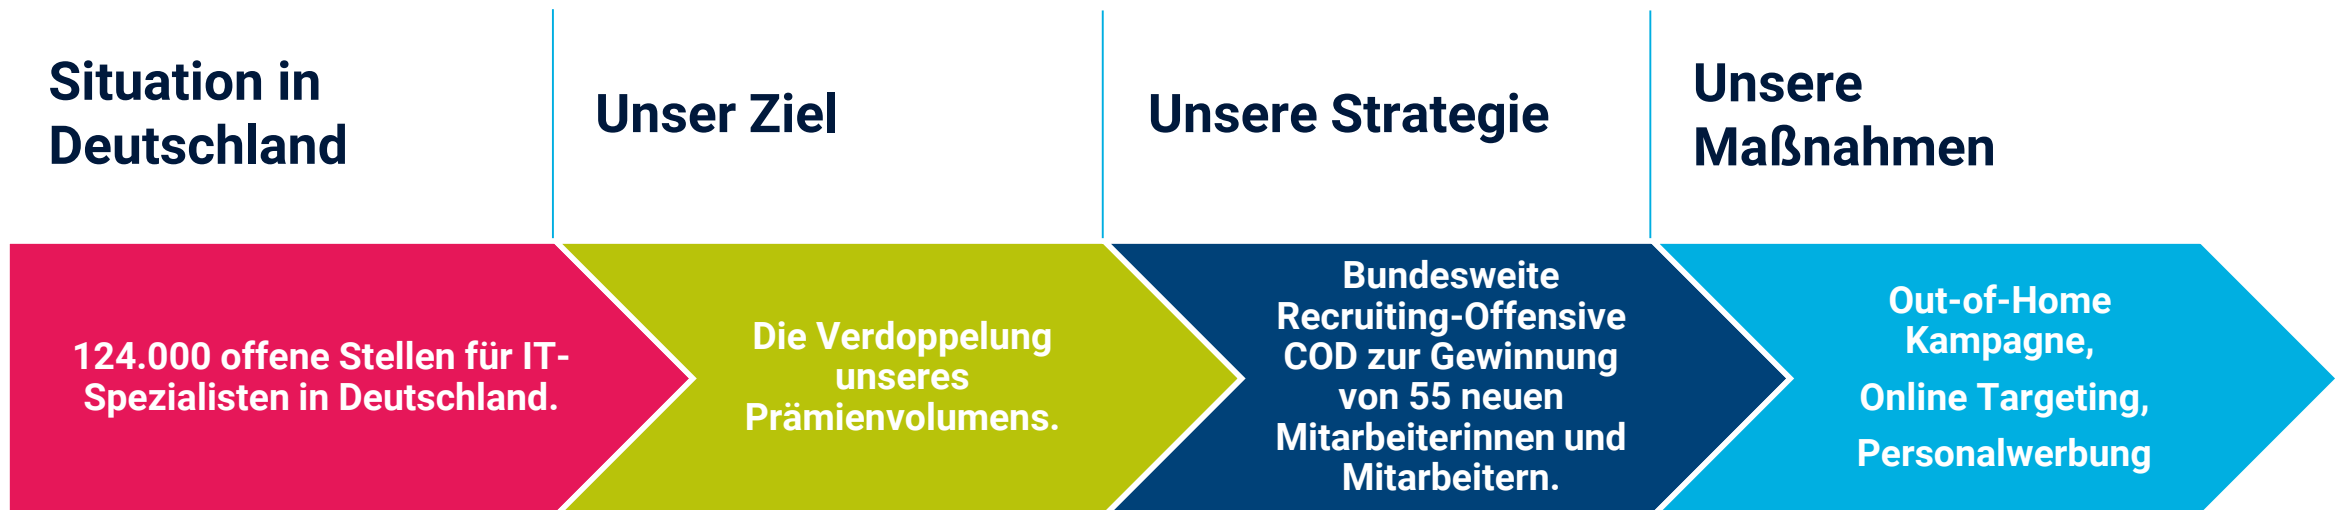 Situation in
Deutschland
Unser Ziel
Unsere Strategie
Unsere
Maßnahmen
124.000 offene Stellen für IT-
Spezialisten in Deutschland.
Die Verdoppelung
unseres
Prämienvolumens.
Bundesweite
Recruiting-Offensive
COD zur Gewinnung
von 55 neuen
Mitarbeiterinnen und
Mitarbeitern.
Out-of-Home
Kampagne,
Online Targeting,
Personalwerbung